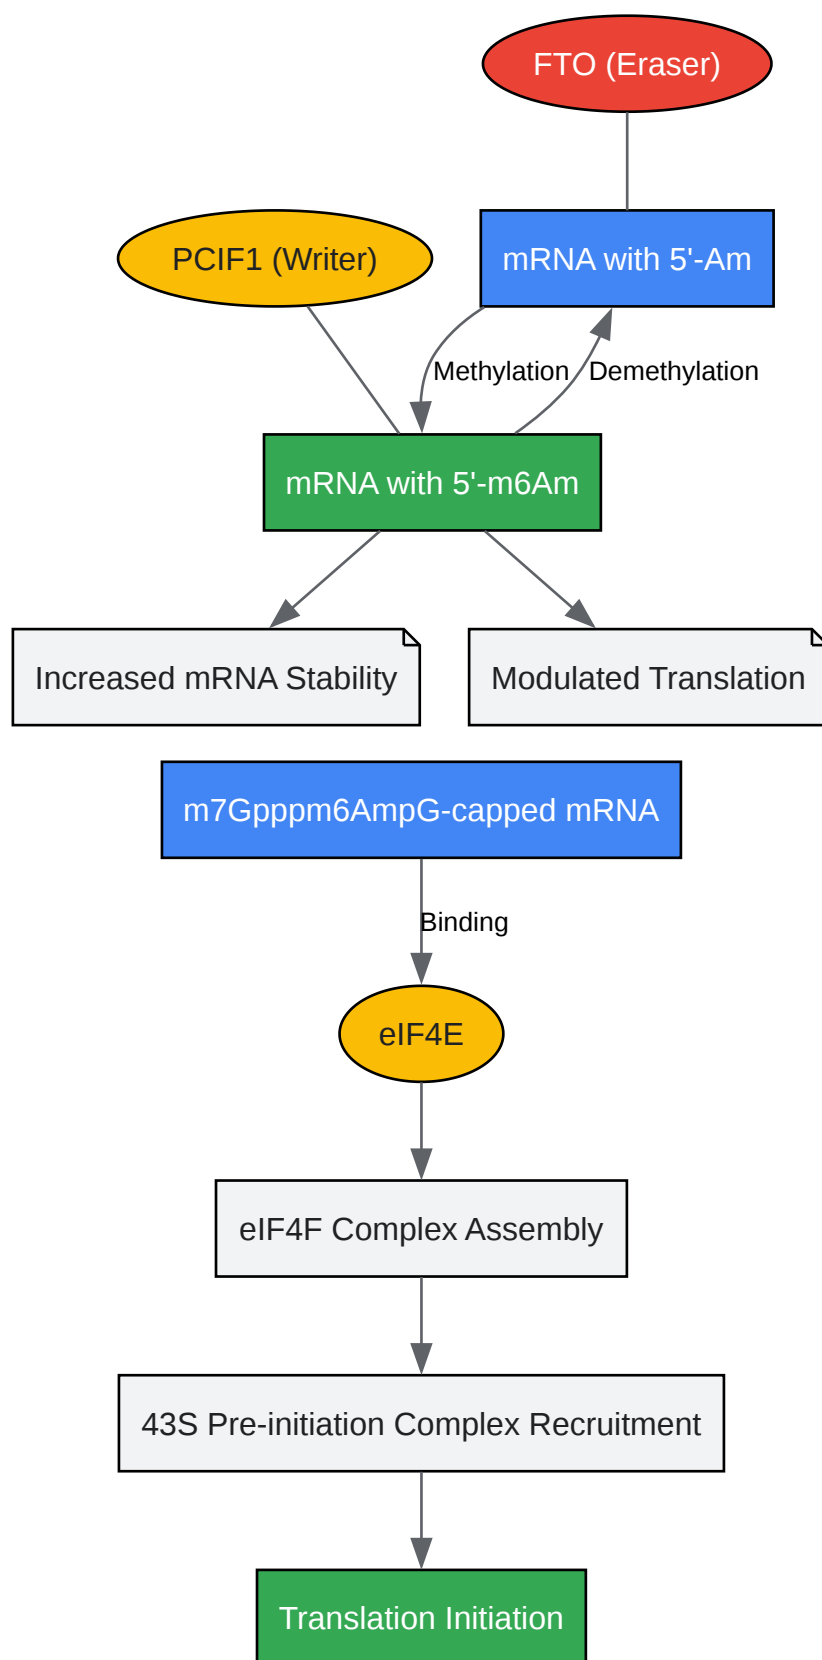 FTO (Eraser)
PCIF1 (Writer)
mRNA with 5'-Am
Methylation
Demethylation
mRNA with 5'-m6Am
Increased mRNA Stability
Modulated Translation
m7Gpppm6AmpG-capped mRNA
Binding
eIF4E
eIF4F Complex Assembly
43S Pre-initiation Complex Recruitment
Translation Initiation